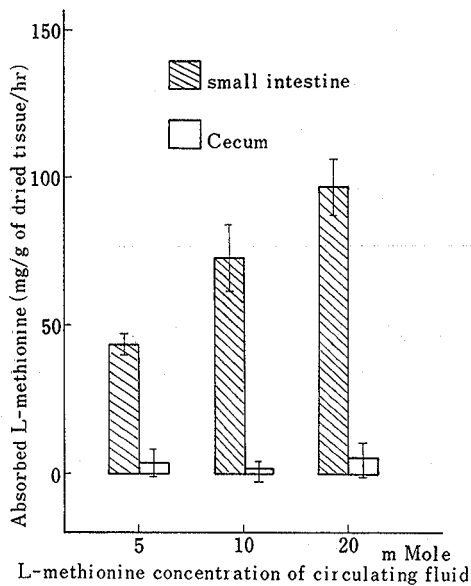 150
small intestine
Cecum
100
50
0
Absorbed L-methionine (mg/g of dried tissue/hr)
5 10 20 m Mole
L-methionine concentration of circulating fluid